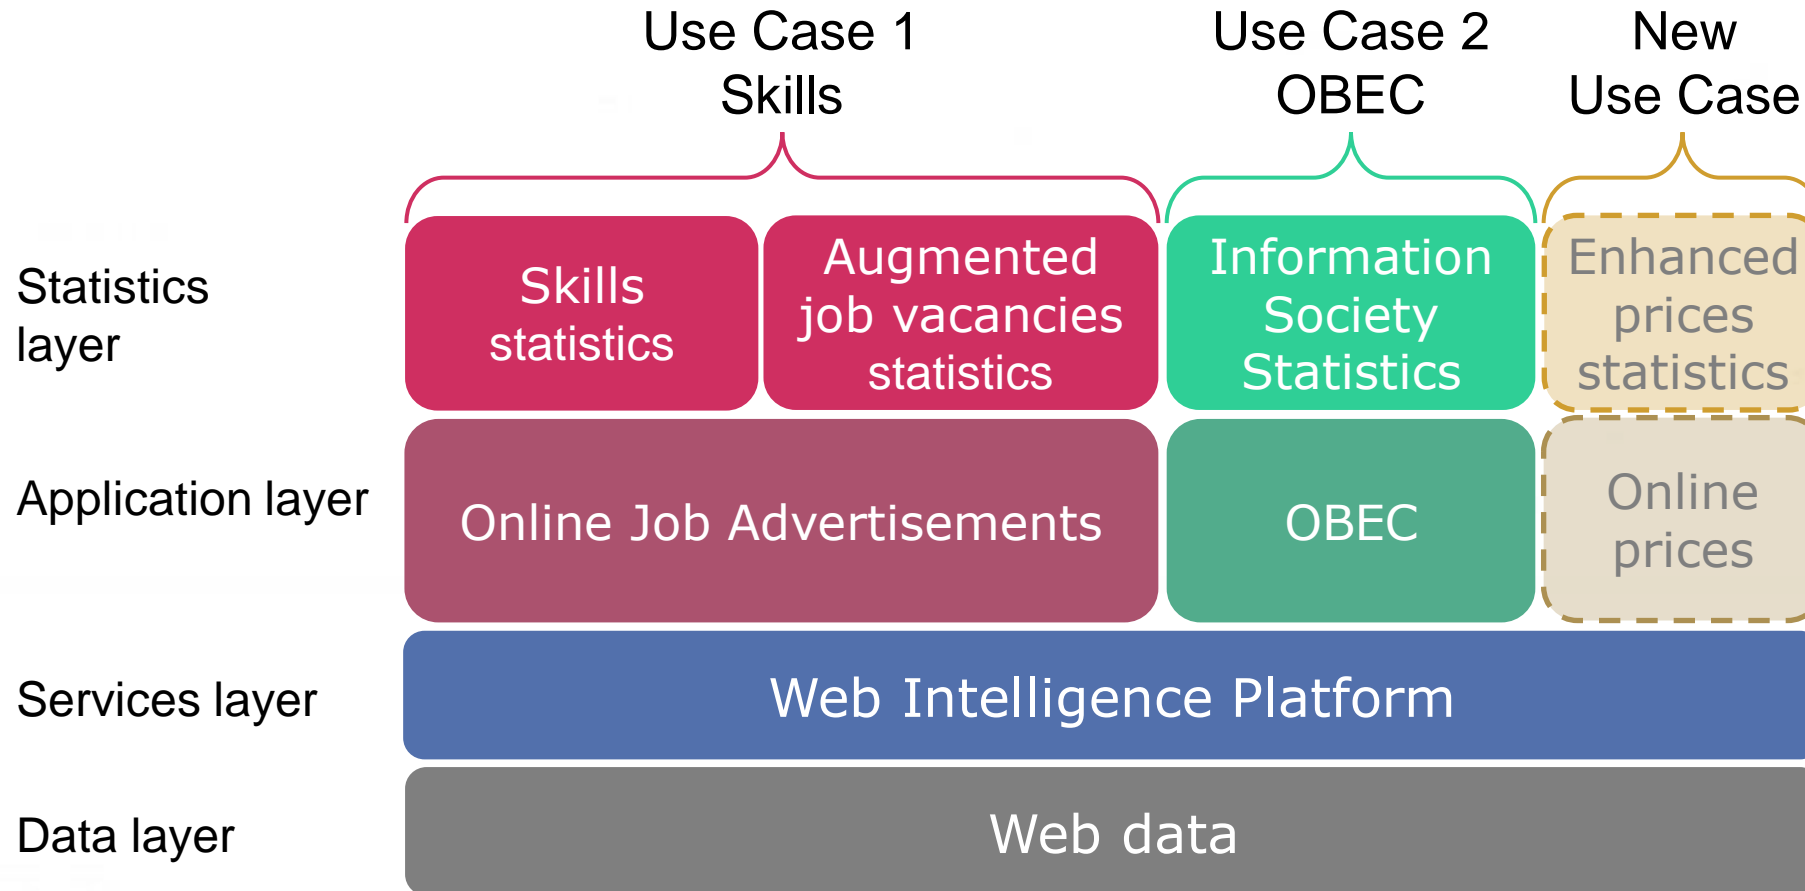 Use Case 1
Skills
Use Case 2
OBEC
New
Use Case
Statistics
layer
Skills
statistics
Augmented
job vacancies
statistics
Information
Society
Statistics
Enhanced
prices
statistics
Application layer
Online Job Advertisements
OBEC
Online
prices
Services layer
Web Intelligence Platform
Data layer
Web data